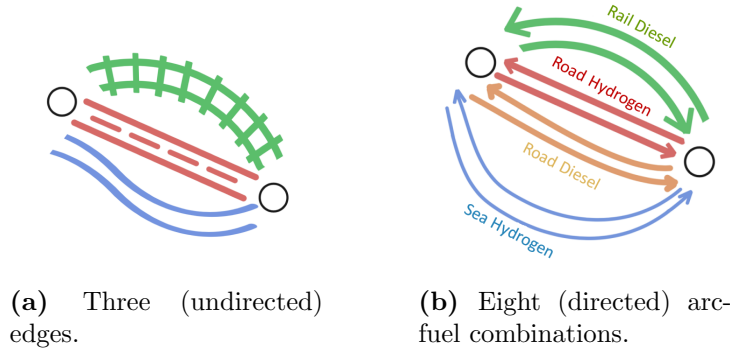 Rail Diesel
Road Hydrogen
Road Diesel
Sea Hydrogen
(a) Three (undirected)
edges.
(b) Eight (directed) arc-
fuel combinations.